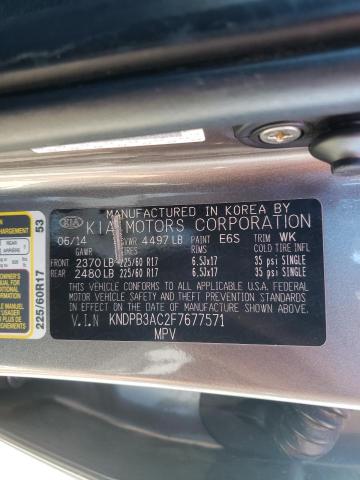 MANUFACTURED IN KOREA BY
KIA KIA MOTORS CORPORATION
06/14 GVWR 4497 LB PAINT E6S TRIM WK
GAWR TIRES RIMS COLD TIRE INFL
FRONT 2370 LB 225/60 R17 6.5Jx17 35 psi SINGLE
REAR 2480 LB 225/60 R17 6.5Jx17 35 psi SINGLE
THIS VEHICLE CONFORMS TO ALL APPLICABLE U.S.A. FEDERAL
MOTOR VEHICLE SAFETY, BUMPER, AND THEFT PREVENTION STANDARDS
IN EFFECT ON THE DATE OF MANUFACTURE SHOWN ABOVE.
V.I.N KNDPB3AC2F7677571
MPV
53
REAR
225/60R17